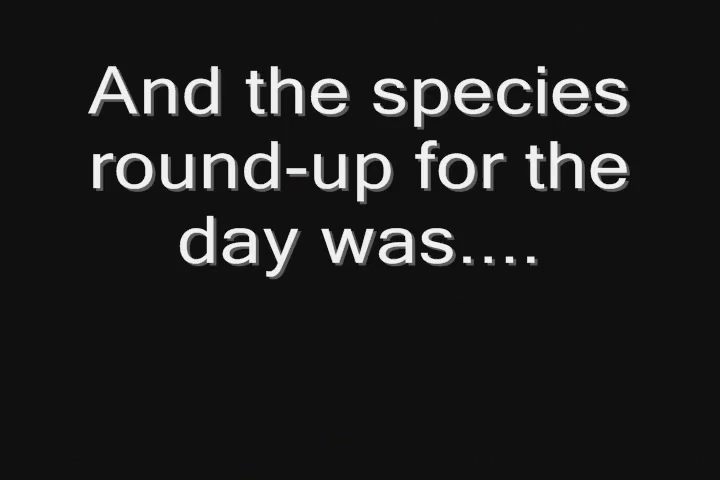 And the species
round-up for the
day was....